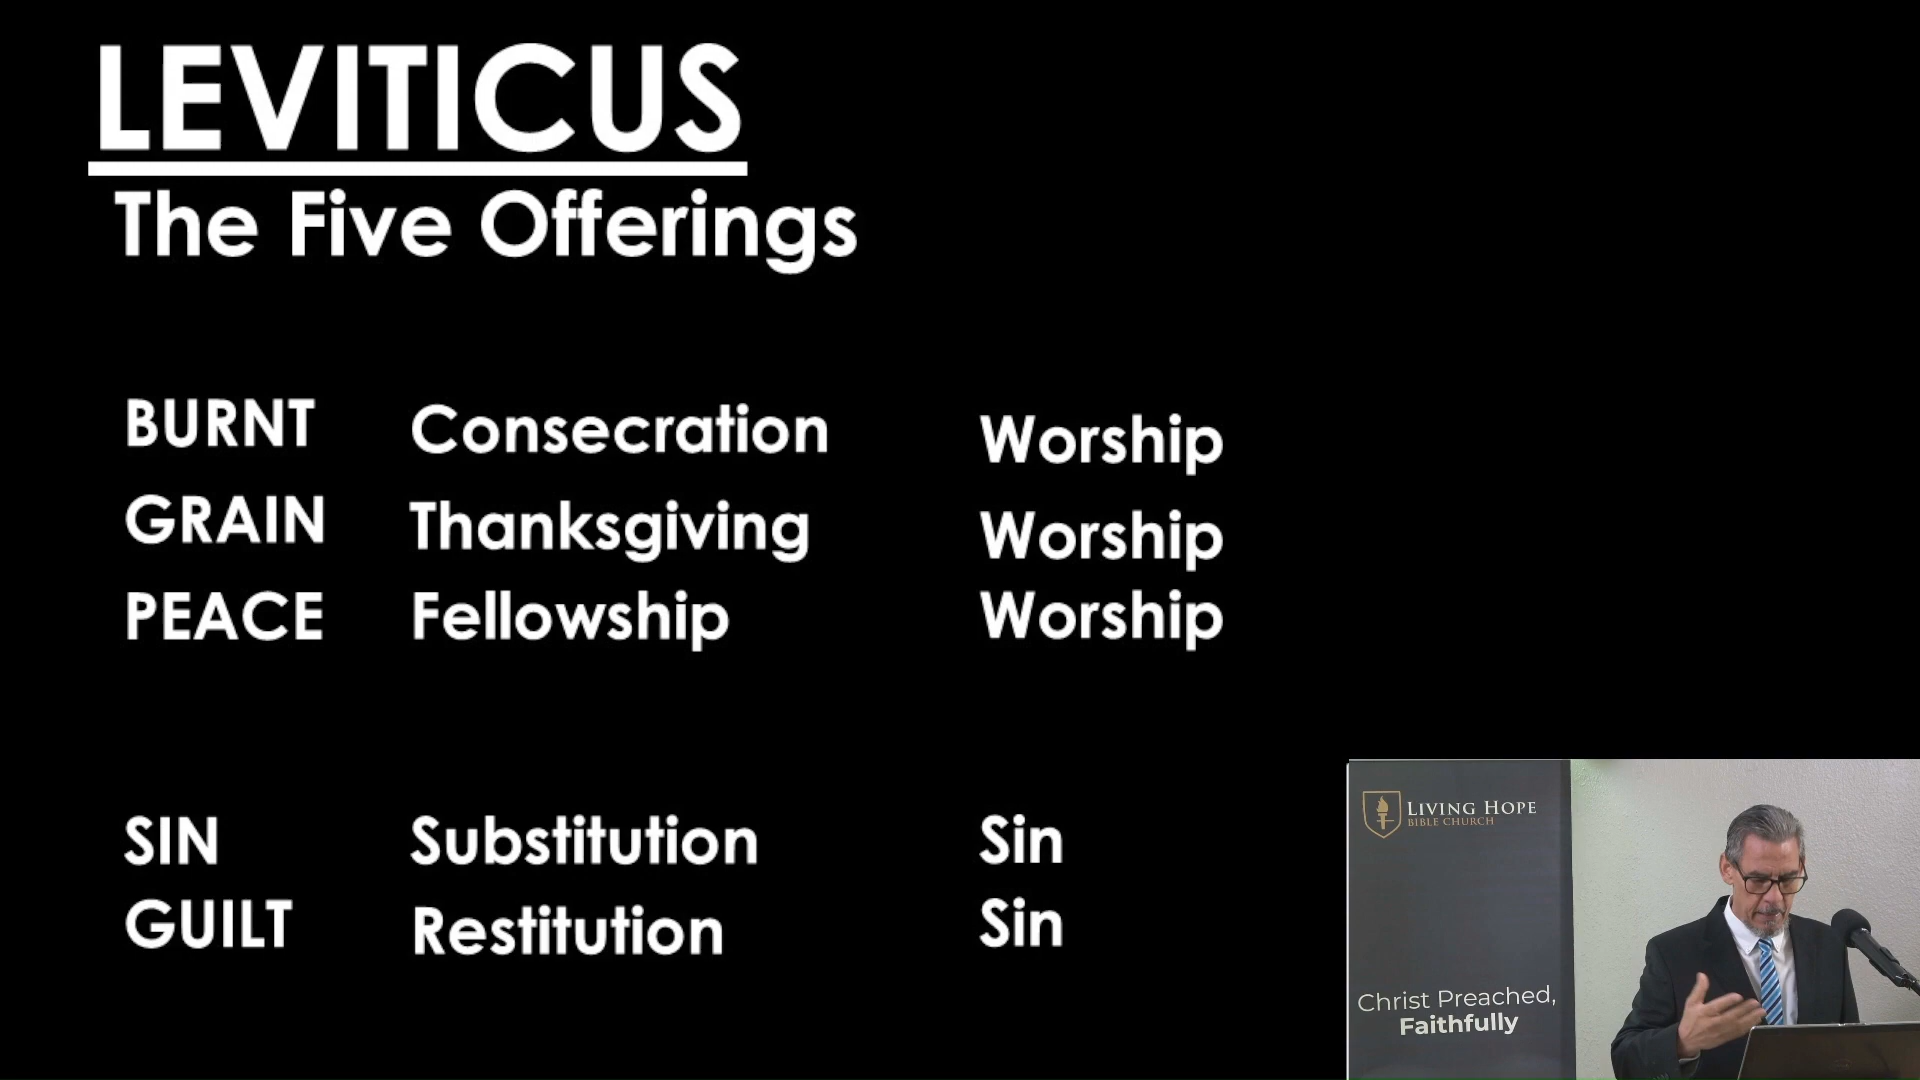 LEVITICUS
The Five Offerings
BURNT Consecration Worship
GRAIN Thanksgiving Worship
PEACE Fellowship Worship
SIN Substitution Sin
GUILT Restitution Sin
LIVING HOPE
BIBLE CHURCH
Christ Preached,
Faithfully